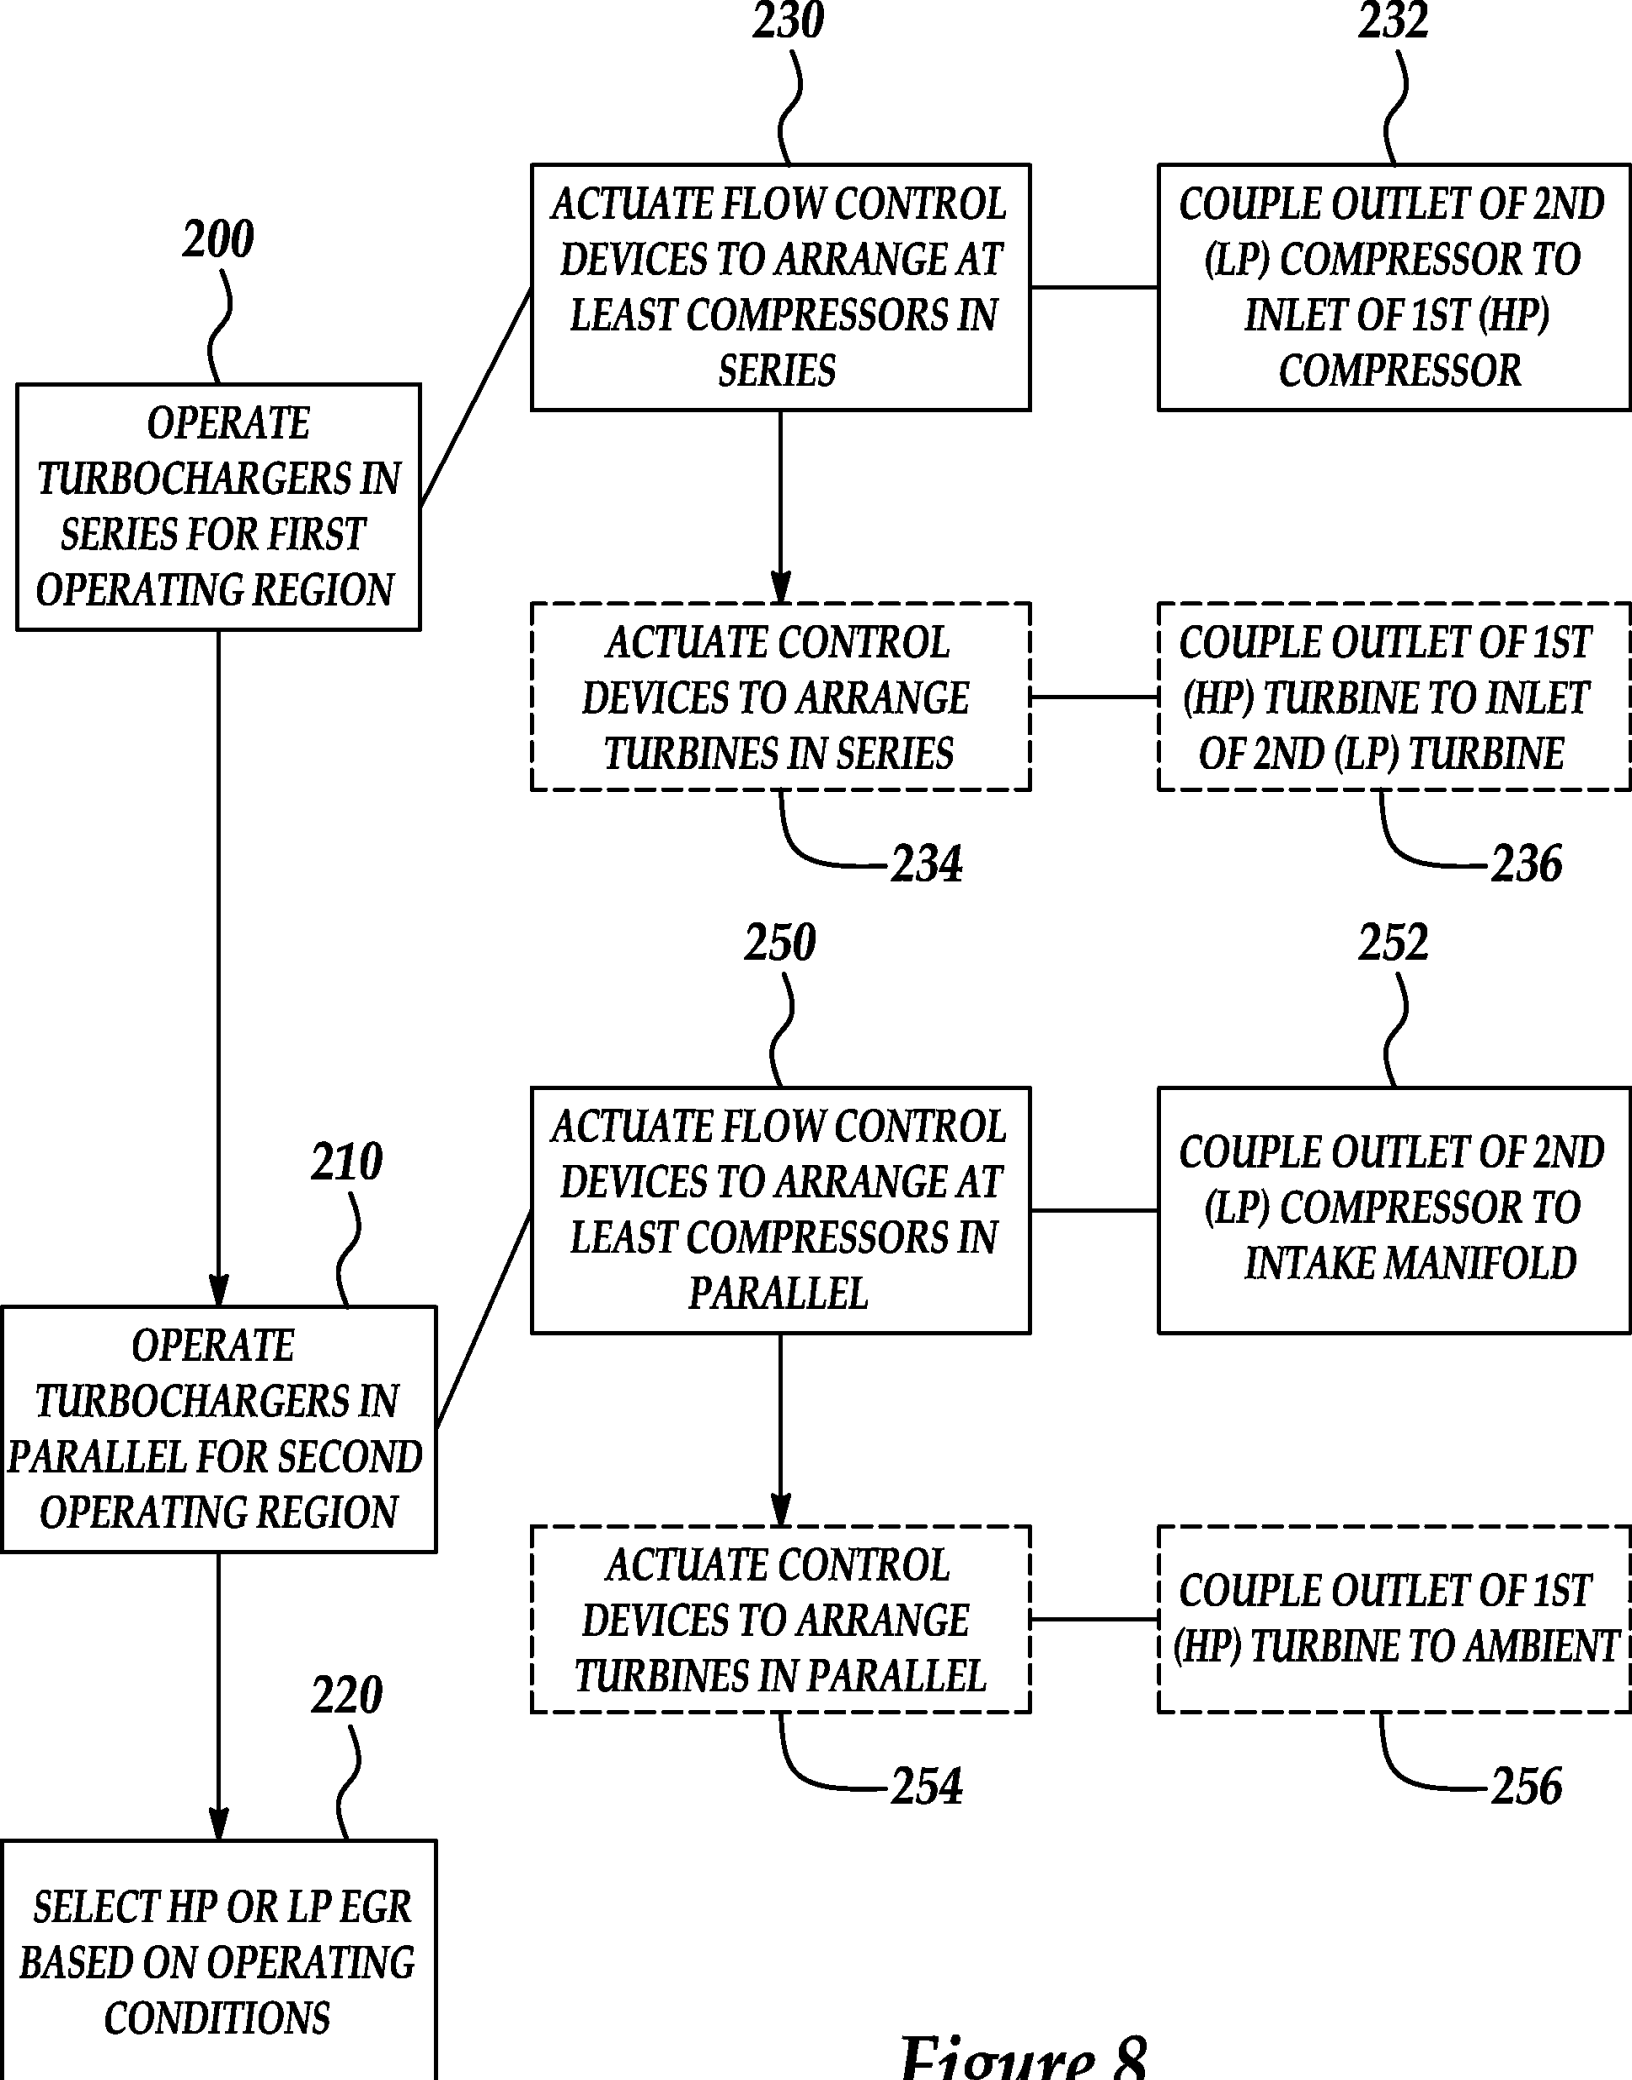 230
232
ACTUATE FLOW CONTROL
DEVICES TO ARRANGE AT
LEAST COMPRESSORS IN
SERIES
COUPLE OUTLET OF 2ND
(LP) COMPRESSOR TO
INLET OF 1ST (HP)
COMPRESSOR
200
OPERATE
TURBOCHARGERS IN
SERIES FOR FIRST
OPERATING REGION
ACTUATE CONTROL
DEVICES TO ARRANGE
TURBINES IN SERIES
COUPLE OUTLET OF 1ST
(HP) TURBINE TO INLET
OF 2ND (LP) TURBINE
234
236
250
252
ACTUATE FLOW CONTROL
DEVICES TO ARRANGE AT
LEAST COMPRESSORS IN
PARALLEL
COUPLE OUTLET OF 2ND
(LP) COMPRESSOR TO
INTAKE MANIFOLD
210
OPERATE
TURBOCHARGERS IN
PARALLEL FOR SECOND
OPERATING REGION
ACTUATE CONTROL
DEVICES TO ARRANGE
TURBINES IN PARALLEL
COUPLE OUTLET OF 1ST
(HP) TURBINE TO AMBIENT
254
256
220
SELECT HP OR LP EGR
BASED ON OPERATING
CONDITIONS
Figure 8